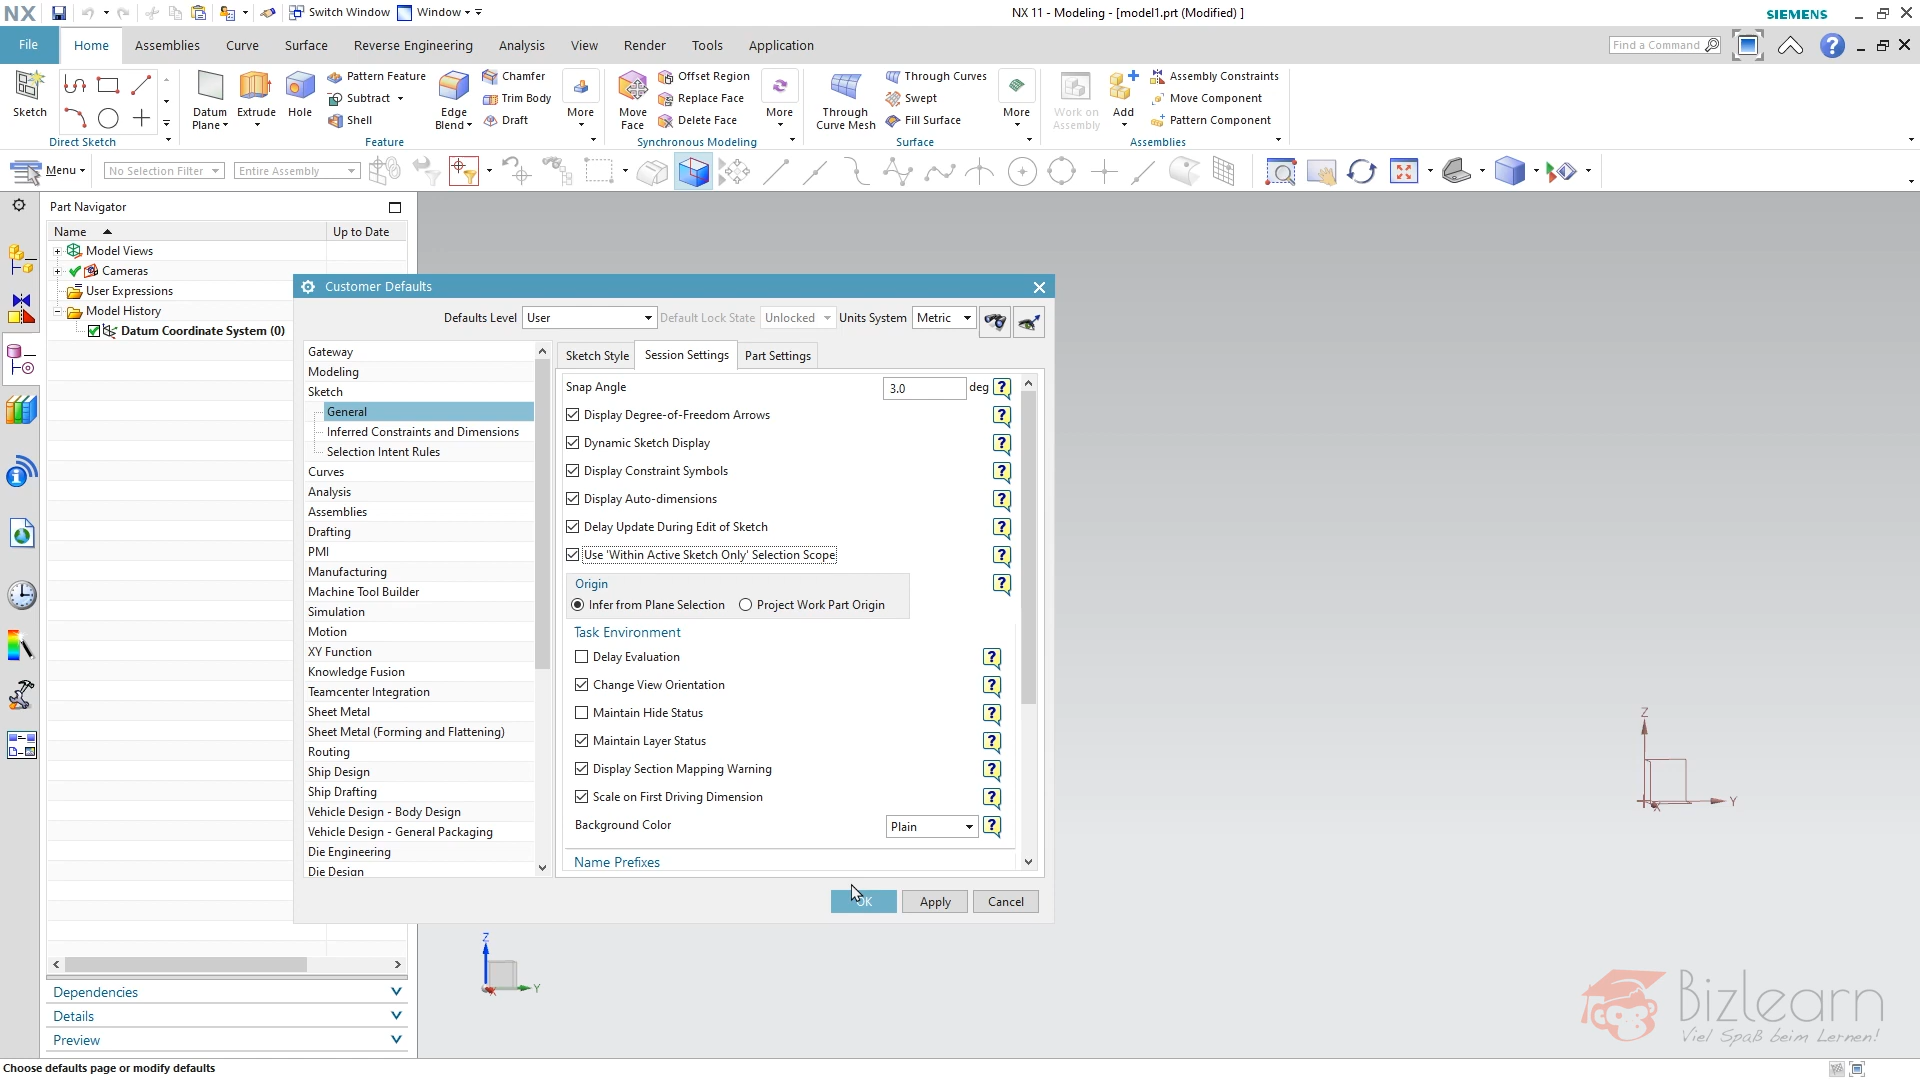 NX
Switch Window
Window
NX 11 - Modeling - [model1.prt (Modified) ]
SIEMENS
File
Home
Assemblies
Curve
Surface
Reverse Engineering
Analysis
View
Render
Tools
Application
Find a Command
Sketch
Direct Sketch
Datum Plane
Extrude
Hole
Pattern Feature
Subtract
Shell
Edge Blend
Chamfer
Trim Body
Draft
More
Feature
Move Face
Offset Region
Replace Face
Delete Face
More
Synchronous Modeling
Through Curve Mesh
Through Curves
Swept
Fill Surface
More
Surface
Work on Assembly
Add
Assembly Constraints
Move Component
Pattern Component
Assemblies
Menu
No Selection Filter
Entire Assembly
Part Navigator
Name
Up to Date
Model Views
Cameras
User Expressions
Model History
Datum Coordinate System (0)
Dependencies
Details
Preview
Customer Defaults
Defaults Level
User
Default Lock State
Unlocked
Units System
Metric
Gateway
Modeling
Sketch
General
Inferred Constraints and Dimensions
Selection Intent Rules
Curves
Analysis
Assemblies
Drafting
PMI
Manufacturing
Machine Tool Builder
Simulation
Motion
XY Function
Knowledge Fusion
Teamcenter Integration
Sheet Metal
Sheet Metal (Forming and Flattening)
Routing
Ship Design
Ship Drafting
Vehicle Design - Body Design
Vehicle Design - General Packaging
Die Engineering
Die Design
Sketch Style
Session Settings
Part Settings
Snap Angle
3.0
deg
Display Degree-of-Freedom Arrows
Dynamic Sketch Display
Display Constraint Symbols
Display Auto-dimensions
Delay Update During Edit of Sketch
Use 'Within Active Sketch Only' Selection Scope
Origin
Infer from Plane Selection
Project Work Part Origin
Task Environment
Delay Evaluation
Change View Orientation
Maintain Hide Status
Maintain Layer Status
Display Section Mapping Warning
Scale on First Driving Dimension
Background Color
Plain
Name Prefixes
OK
Apply
Cancel
Z
Y
X
Z
Y
X
Bizlearn
Viel Spaß beim Lernen!
Choose defaults page or modify defaults